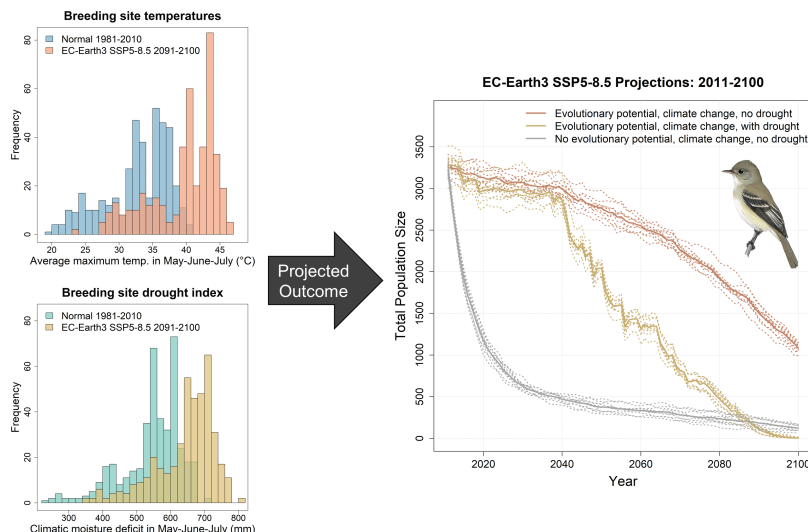 Breeding site temperatures
Normal 1981-2010
EC-Earth3 SSP5-8.5 2091-2100
Frequency
0
20
40
60
80
20
25
30
35
40
45
Average maximum temp. in May-June-July (°C)
Breeding site drought index
Normal 1981-2010
EC-Earth3 SSP5-8.5 2091-2100
Frequency
0
20
40
60
80
300
400
500
600
700
800
Climatic moisture deficit in May-June-July (mm)
Projected
Outcome
EC-Earth3 SSP5-8.5 Projections: 2011-2100
Evolutionary potential, climate change, no drought
Evolutionary potential, climate change, with drought
No evolutionary potential, climate change, no drought
Total Population Size
0
500
1000
1500
2000
2500
3000
3500
2020
2040
2060
2080
2100
Year